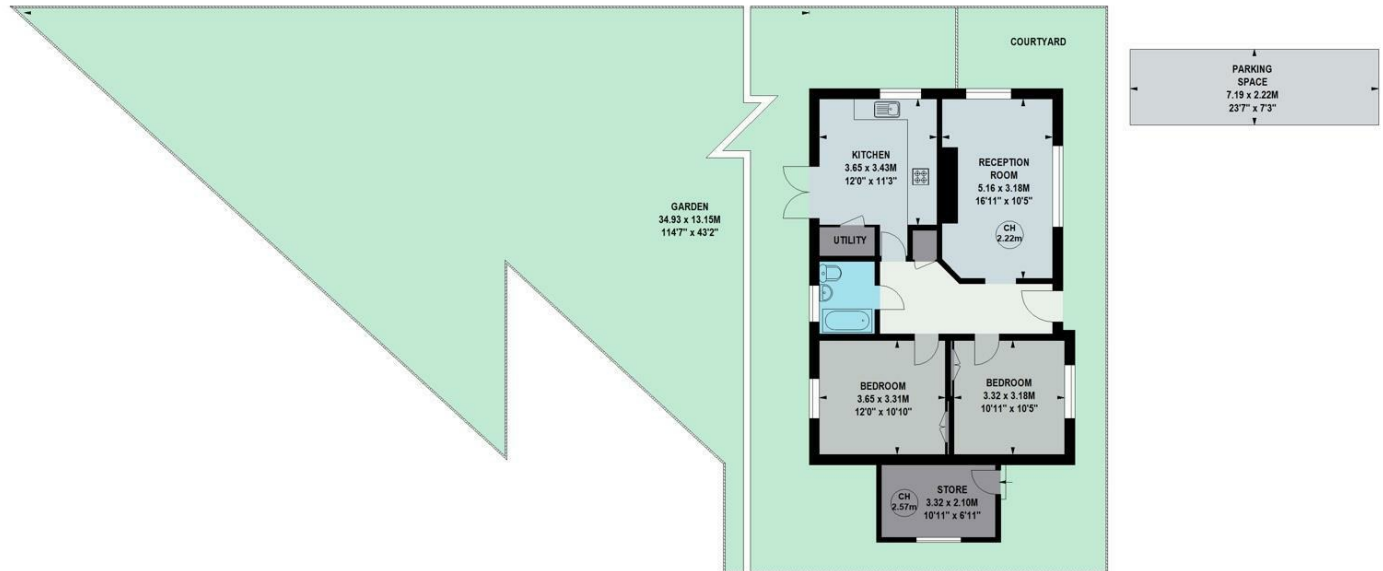 COURTYARD
PARKING
SPACE
7.19 x 2.22M
23'7" x 7'3"
KITCHEN
3.65 x 3.43M
12'0" x 11'3"
RECEPTION
ROOM
5.16 x 3.18M
16'11" x 10'5"
CH
2.22m
GARDEN
34.93 x 13.15M
114'7" x 43'2"
UTILITY
BEDROOM
3.65 x 3.31M
12'0" x 10'10"
BEDROOM
3.32 x 3.18M
10'11" x 10'5"
CH
2.57m
STORE
3.32 x 2.10M
10'11" x 6'11"